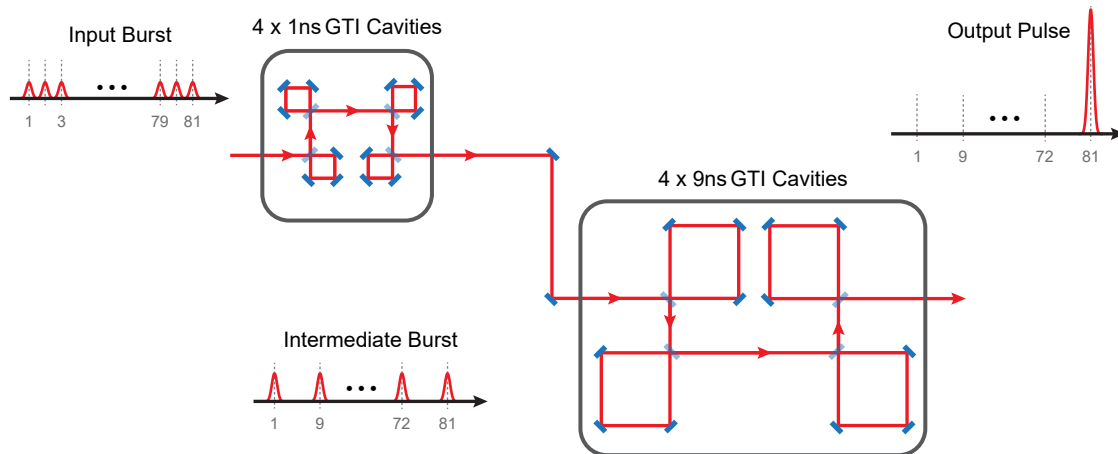 Input Burst
1 3 79 81
4 x 1ns GTI Cavities
Output Pulse
1 9 72 81
4 x 9ns GTI Cavities
Intermediate Burst
1 9 72 81